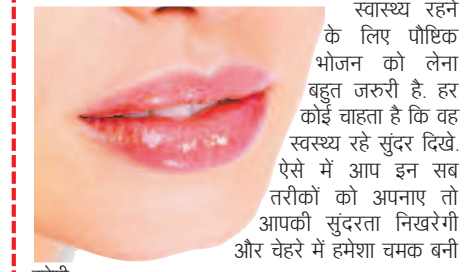 स्वास्थ्य रहने
के लिए पौष्टिक
भोजन को लेना
बहुत जरुरी है. हर
कोई चाहता है कि वह
स्वस्थ्य रहे सुंदर दिखे.
ऐसे में आप इन सब
तरीकों को अपनाए तो
आपकी सुंदरता निखरेगी
और चेहरे में हमेशा चमक बनी